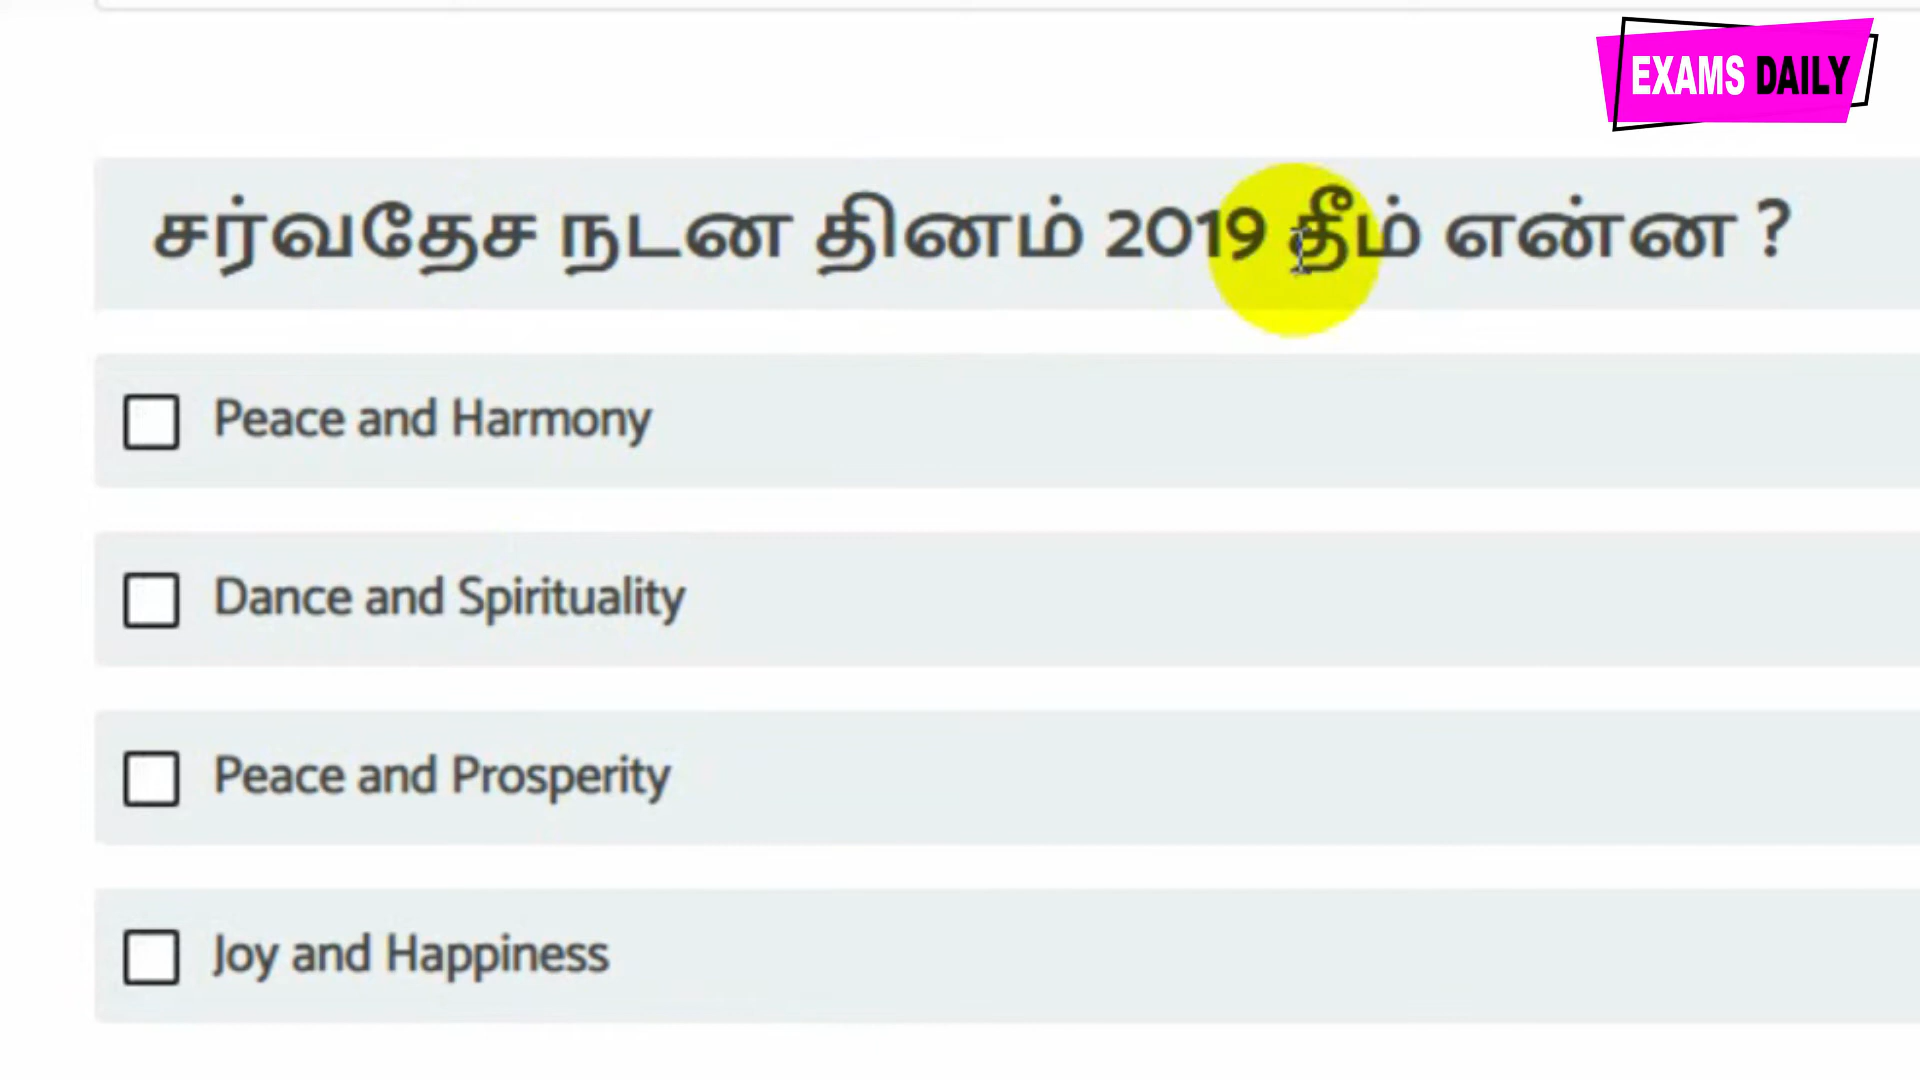 EXAMS DAILY
சர்வதேச நடன தினம் 2019 தீம் என்ன ?
Peace and Harmony
Dance and Spirituality
Peace and Prosperity
Joy and Happiness